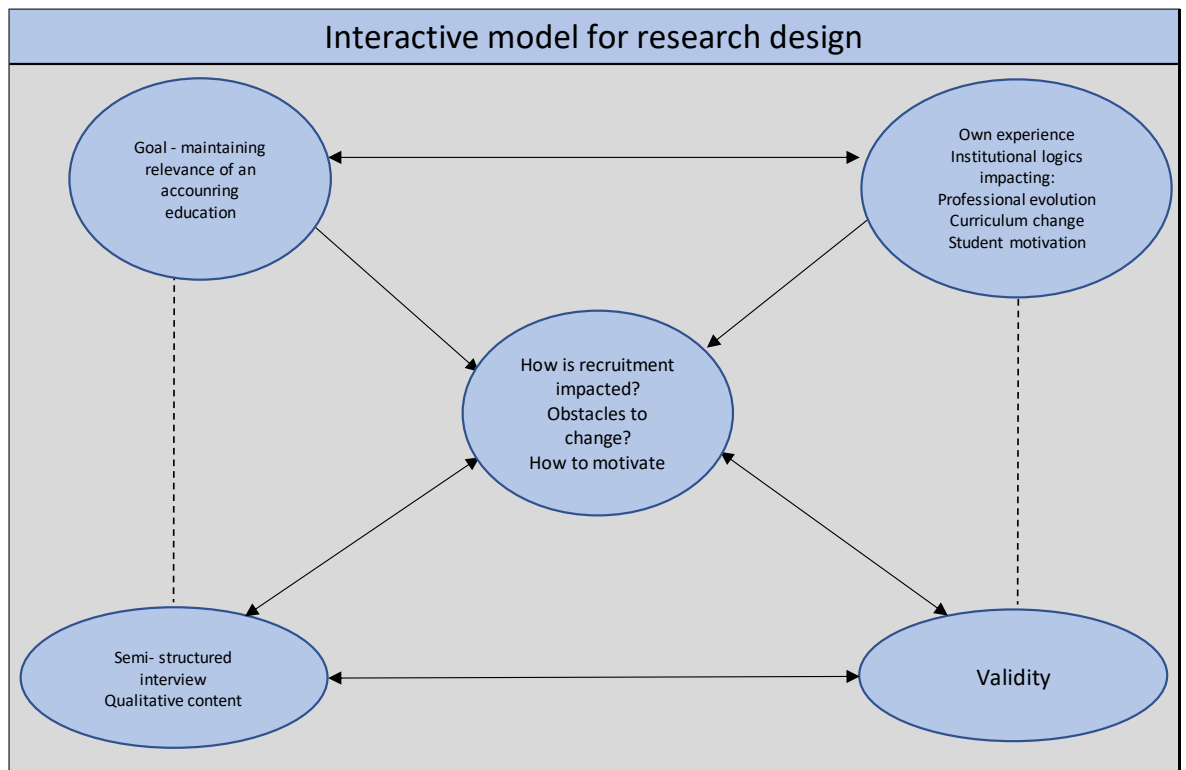 Interactive model for research design
Goal - maintaining
relevance of an
accounring
education
Own experience
Institutional logics
impacting:
Professional evolution
Curriculum change
Student motivation
How is recruitment
impacted?
Obstacles to
change?
How to motivate
Semi- structured
interview
Qualitative content
Validity